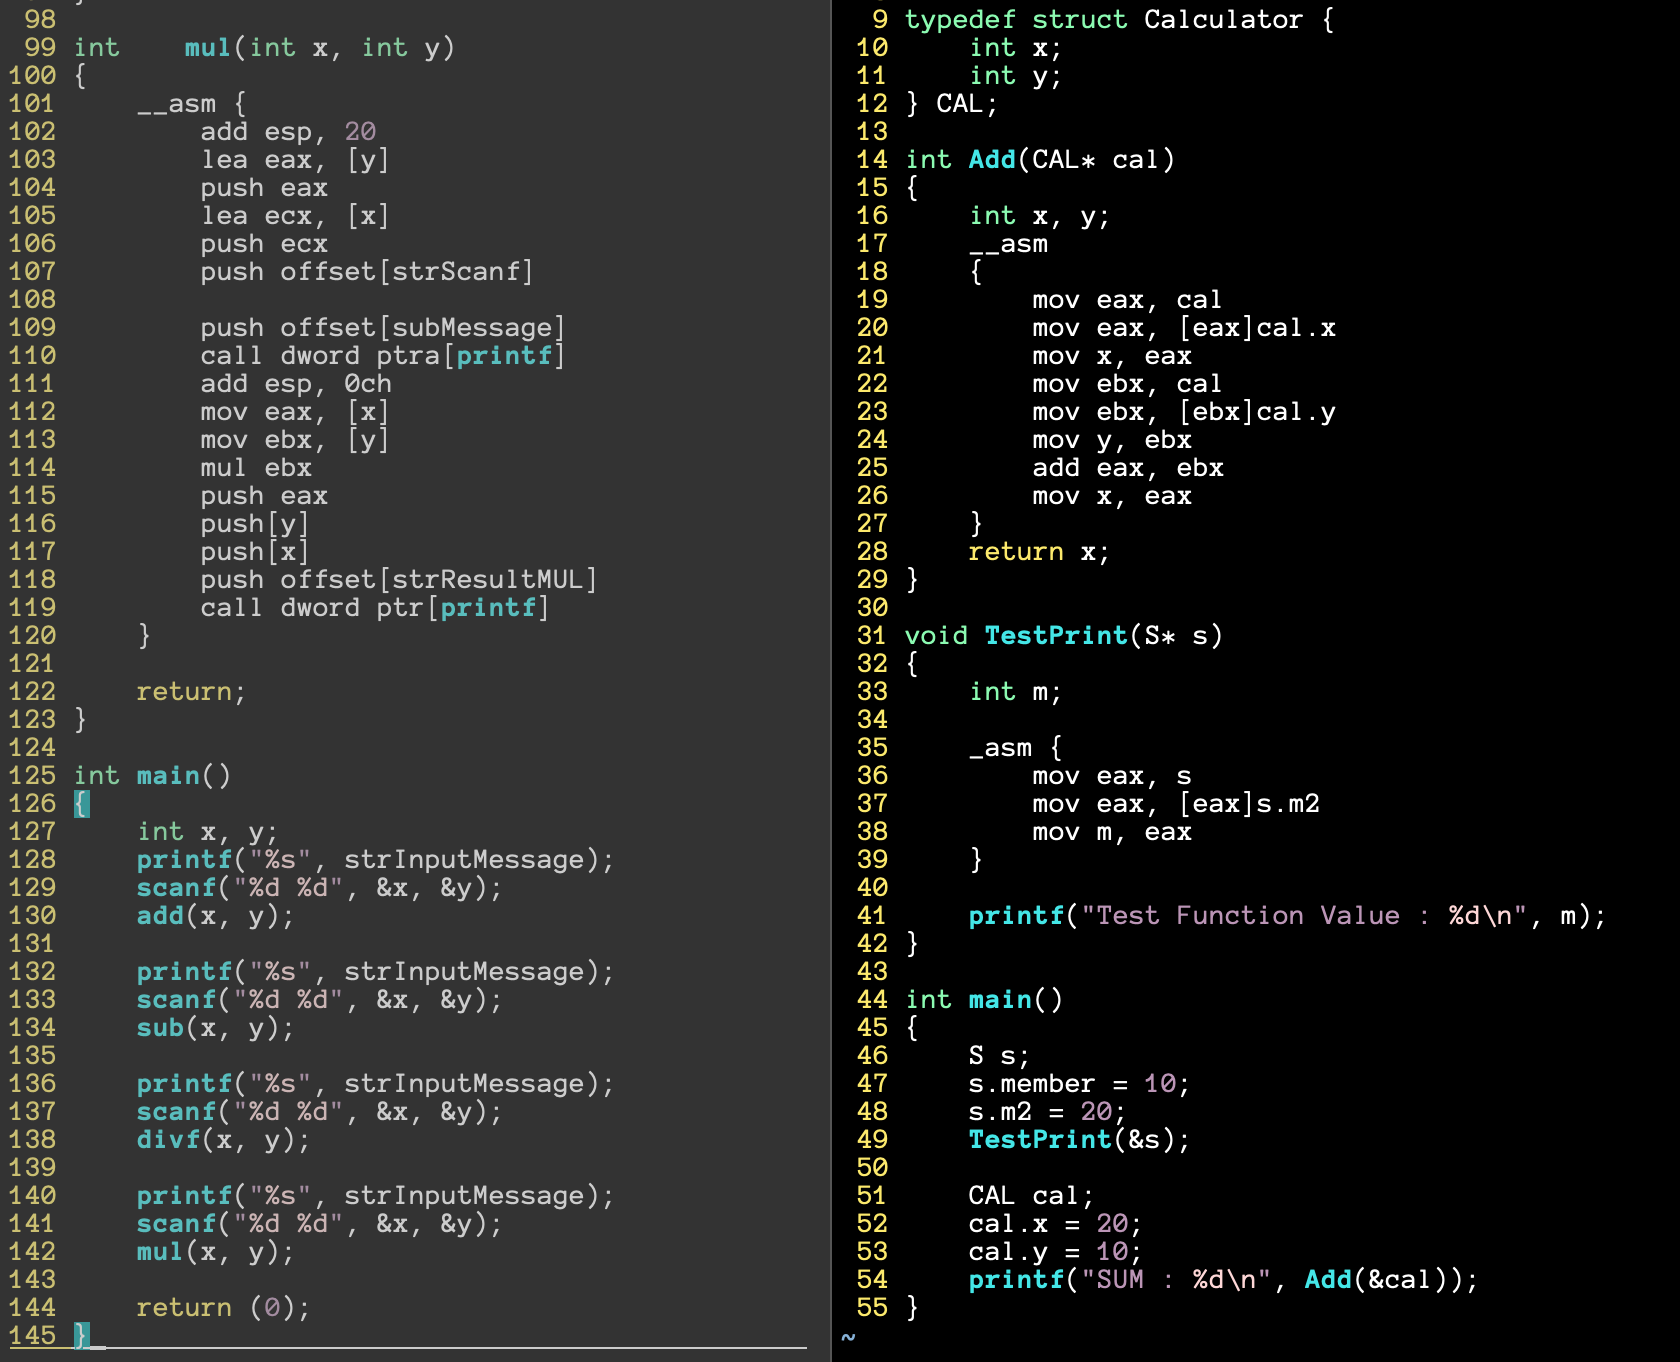 98
99 int    mul(int x, int y)
100 {
101     __asm {
102         add esp, 20
103         lea eax, [y]
104         push eax
105         lea ecx, [x]
106         push ecx
107         push offset[strScanf]
108
109         push offset[subMessage]
110         call dword ptra[printf]
111         add esp, 0ch
112         mov eax, [x]
113         mov ebx, [y]
114         mul ebx
115         push eax
116         push[y]
117         push[x]
118         push offset[strResultMUL]
119         call dword ptr[printf]
120     }
121
122     return;
123 }
124
125 int main()
126 {
127     int x, y;
128     printf("%s", strInputMessage);
129     scanf("%d %d", &x, &y);
130     add(x, y);
131
132     printf("%s", strInputMessage);
133     scanf("%d %d", &x, &y);
134     sub(x, y);
135
136     printf("%s", strInputMessage);
137     scanf("%d %d", &x, &y);
138     divf(x, y);
139
140     printf("%s", strInputMessage);
141     scanf("%d %d", &x, &y);
142     mul(x, y);
143
144     return (0);
145 }
9 typedef struct Calculator {
10     int x;
11     int y;
12 } CAL;
13
14 int Add(CAL* cal)
15 {
16     int x, y;
17     __asm
18     {
19         mov eax, cal
20         mov eax, [eax]cal.x
21         mov x, eax
22         mov ebx, cal
23         mov ebx, [ebx]cal.y
24         mov y, ebx
25         add eax, ebx
26         mov x, eax
27     }
28     return x;
29 }
30
31 void TestPrint(S* s)
32 {
33     int m;
34
35     _asm {
36         mov eax, s
37         mov eax, [eax]s.m2
38         mov m, eax
39     }
40
41     printf("Test Function Value : %d\n", m);
42 }
43
44 int main()
45 {
46     S s;
47     s.member = 10;
48     s.m2 = 20;
49     TestPrint(&s);
50
51     CAL cal;
52     cal.x = 20;
53     cal.y = 10;
54     printf("SUM : %d\n", Add(&cal));
55 }
~